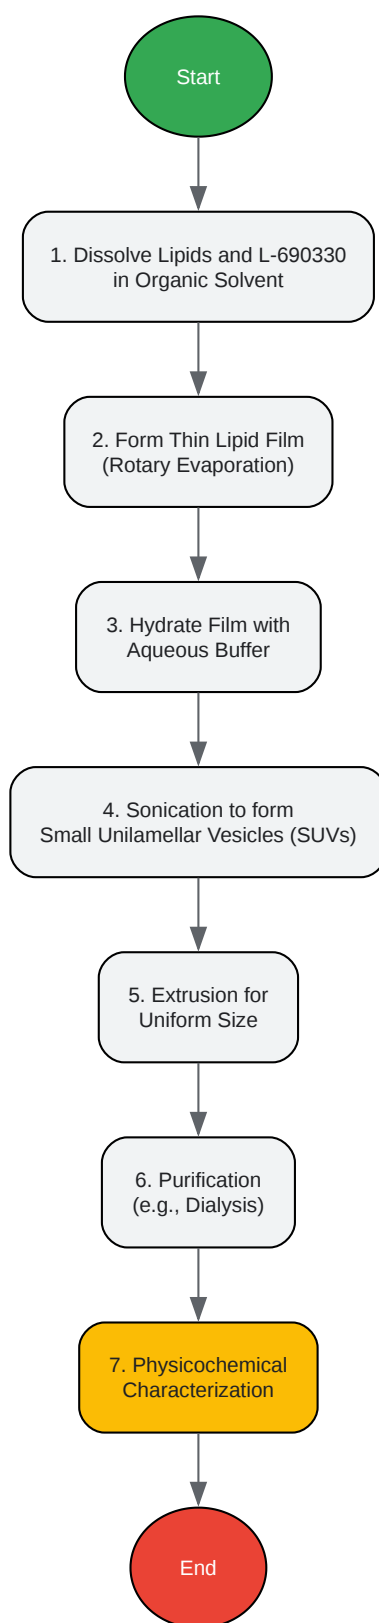 Start
1. Dissolve Lipids and L-690330
in Organic Solvent
2. Form Thin Lipid Film
(Rotary Evaporation)
3. Hydrate Film with
Aqueous Buffer
4. Sonication to form
Small Unilamellar Vesicles (SUVs)
5. Extrusion for
Uniform Size
6. Purification
(e.g., Dialysis)
7. Physicochemical
Characterization
End